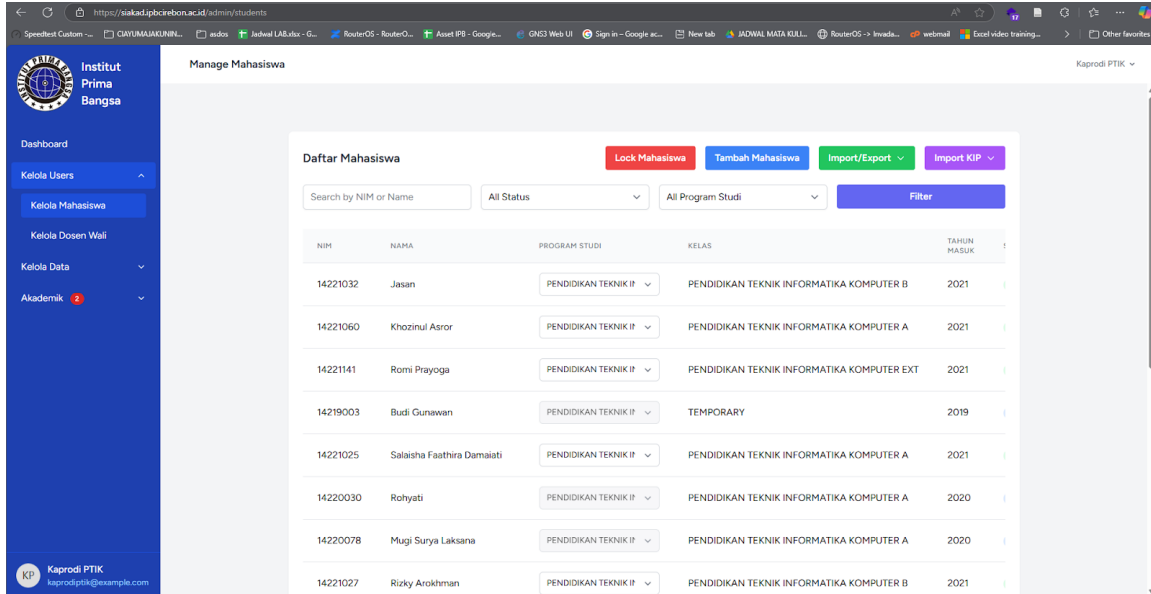 https://siakad.ipbcirebon.ac.id/admin/students
17
Speedtest Custom -... CIAYUMAJAKUNIN... asdos Jadwal LAB.xlsx - G... RouterOS - RouterO... Asset IPB - Google... GNS3 Web UI Sign in – Google ac... New tab JADWAL MATA KULI... RouterOS -> Invada... webmail Excel video training... Other favorites
INSTITUT PRIMA BANGSA
Institut
Prima
Bangsa
Manage Mahasiswa
Kaprodi PTIK
Dashboard
Kelola Users
Kelola Mahasiswa
Kelola Dosen Wali
Kelola Data
Akademik 2
Daftar Mahasiswa
Lock Mahasiswa Tambah Mahasiswa Import/Export Import KIP
Search by NIM or Name All Status All Program Studi Filter
NIM NAMA PROGRAM STUDI KELAS TAHUN MASUK
14221032 Jasan PENDIDIKAN TEKNIK IN PENDIDIKAN TEKNIK INFORMATIKA KOMPUTER B 2021
14221060 Khozinul Asror PENDIDIKAN TEKNIK IN PENDIDIKAN TEKNIK INFORMATIKA KOMPUTER A 2021
14221141 Romi Prayoga PENDIDIKAN TEKNIK IN PENDIDIKAN TEKNIK INFORMATIKA KOMPUTER EXT 2021
14219003 Budi Gunawan PENDIDIKAN TEKNIK IN TEMPORARY 2019
14221025 Salaisha Faathira Damaiati PENDIDIKAN TEKNIK IN PENDIDIKAN TEKNIK INFORMATIKA KOMPUTER A 2021
14220030 Rohyati PENDIDIKAN TEKNIK IN PENDIDIKAN TEKNIK INFORMATIKA KOMPUTER A 2020
14220078 Mugi Surya Laksana PENDIDIKAN TEKNIK IN PENDIDIKAN TEKNIK INFORMATIKA KOMPUTER A 2020
14221027 Rizky Arokhman PENDIDIKAN TEKNIK IN PENDIDIKAN TEKNIK INFORMATIKA KOMPUTER B 2021
KP
Kaprodi PTIK
kaprodiptik@example.com